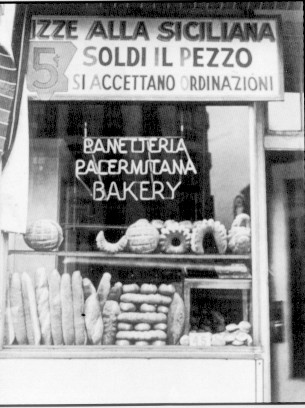 IZZE ALLA SICILIANA
5¢ SOLDI IL PEZZO
SI ACCETTANO ORDINAZIONI
PANETTERIA
PALERMITANA
BAKERY